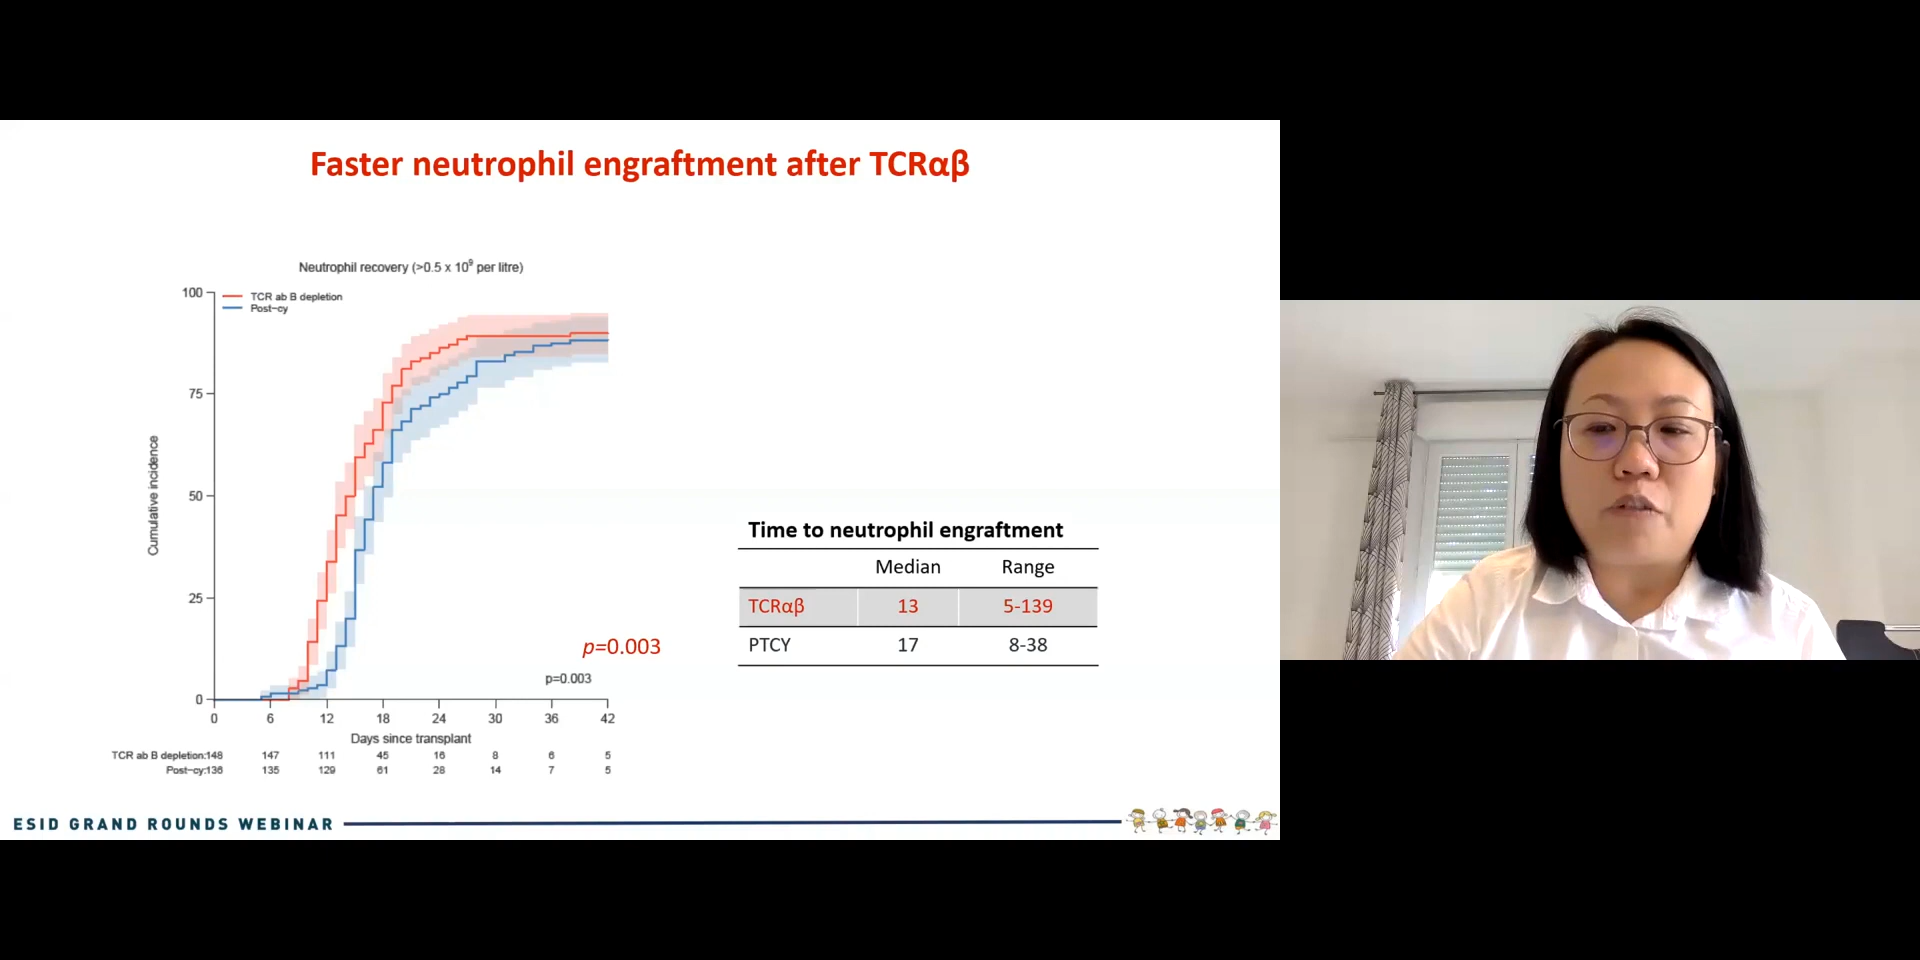 Faster neutrophil engraftment after TCRαβ
Neutrophil recovery (>0.5 x 10⁹ per litre)
100
TCR ab B depletion
Post-cy
75
50
25
0
Cumulative incidence
p=0.003
p=0.003
0 6 12 18 24 30 36 42
Days since transplant
TCR ab B depletion:148 147 111 45 16 8 6 5
Post-cy:136 135 129 61 28 14 7 5
Time to neutrophil engraftment
Median Range
TCRαβ 13 5-139
PTCY 17 8-38
ESID GRAND ROUNDS WEBINAR